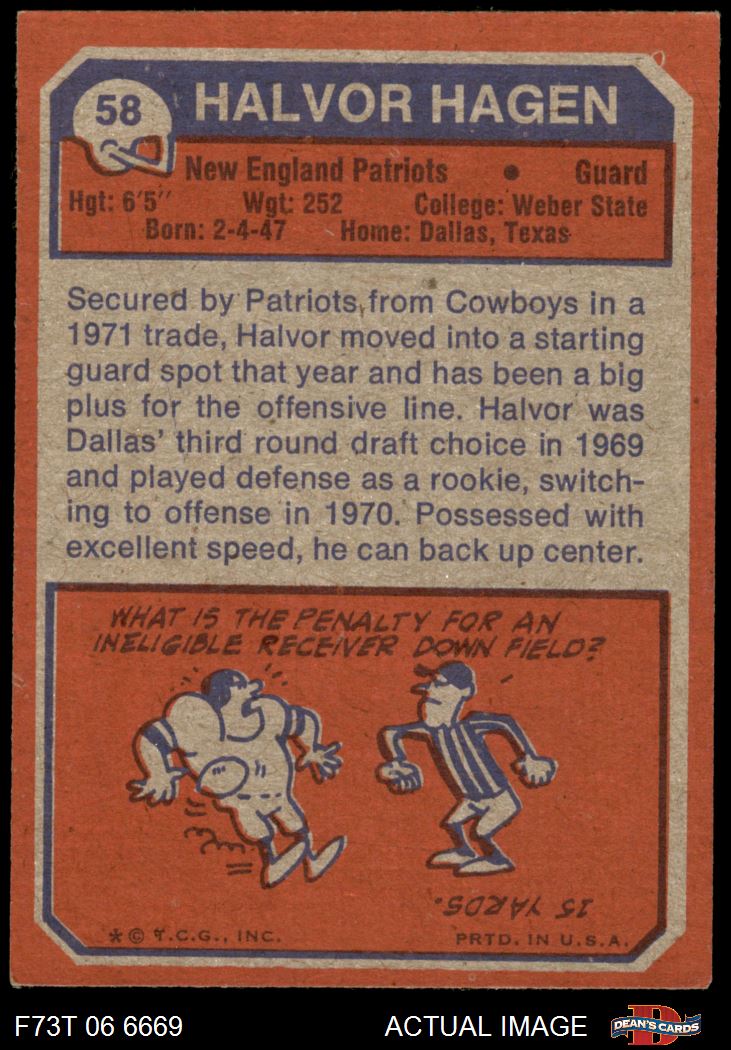 58
HALVOR HAGEN
New England Patriots • Guard
Hgt: 6'5" Wgt: 252 College: Weber State
Born: 2-4-47 Home: Dallas, Texas
Secured by Patriots from Cowboys in a
1971 trade, Halvor moved into a starting
guard spot that year and has been a big
plus for the offensive line. Halvor was
Dallas' third round draft choice in 1969
and played defense as a rookie, switch-
ing to offense in 1970. Possessed with
excellent speed, he can back up center.
WHAT IS THE PENALTY FOR AN
INELIGIBLE RECEIVER DOWN FIELD?
15 YARDS.
* © T.C.G., INC. PRTD. IN U.S.A.
F73T 06 6669 ACTUAL IMAGE
D
DEAN'S CARDS